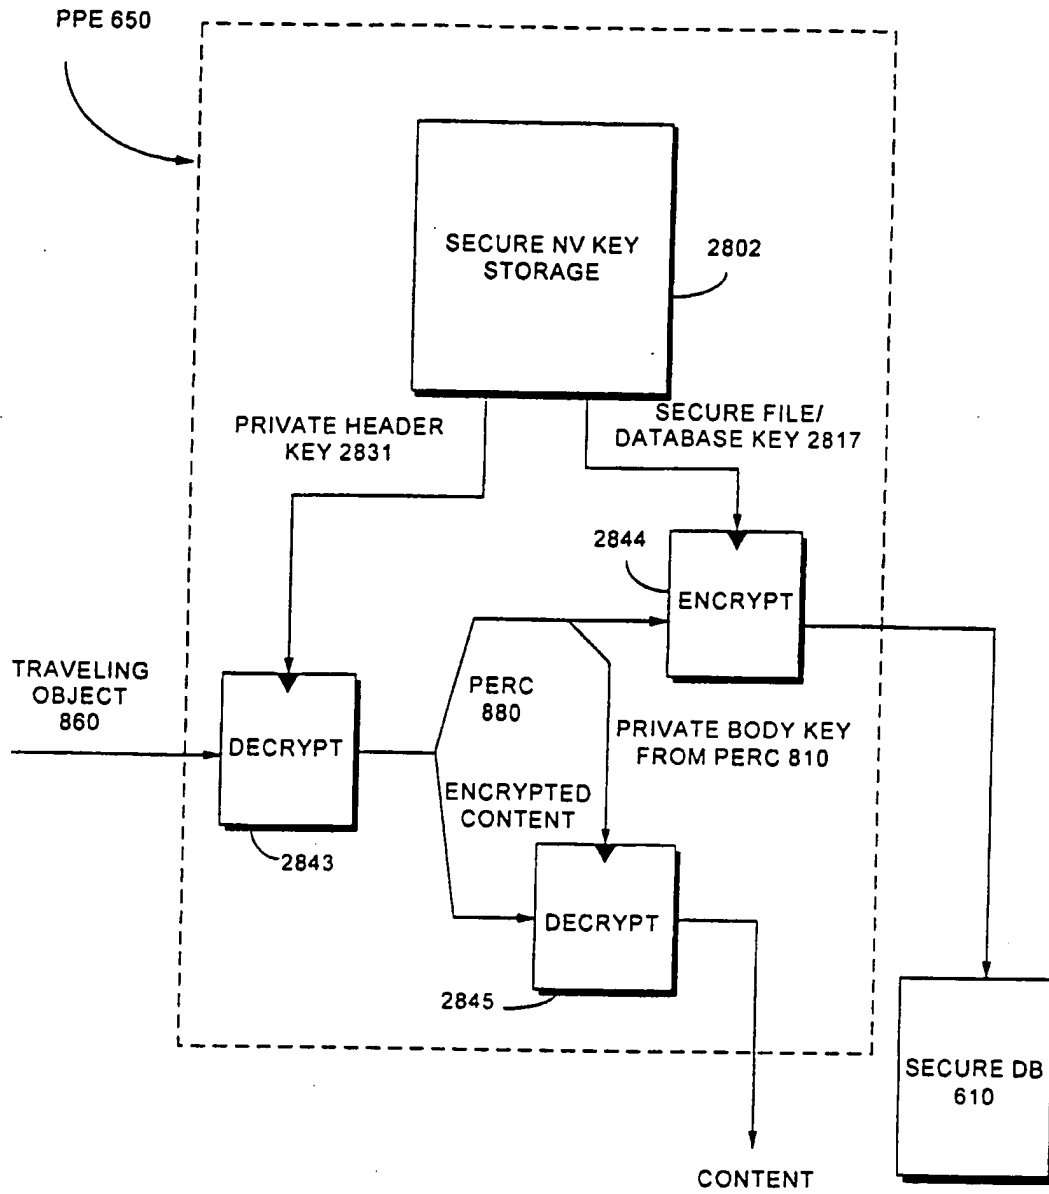 PPE 650
SECURE NV KEY
STORAGE
2802
PRIVATE HEADER
KEY 2831
SECURE FILE/
DATABASE KEY 2817
2844
ENCRYPT
TRAVELING
OBJECT
860
DECRYPT
2843
PERC
880
PRIVATE BODY KEY
FROM PERC 810
ENCRYPTED
CONTENT
DECRYPT
2845
SECURE DB
610
CONTENT